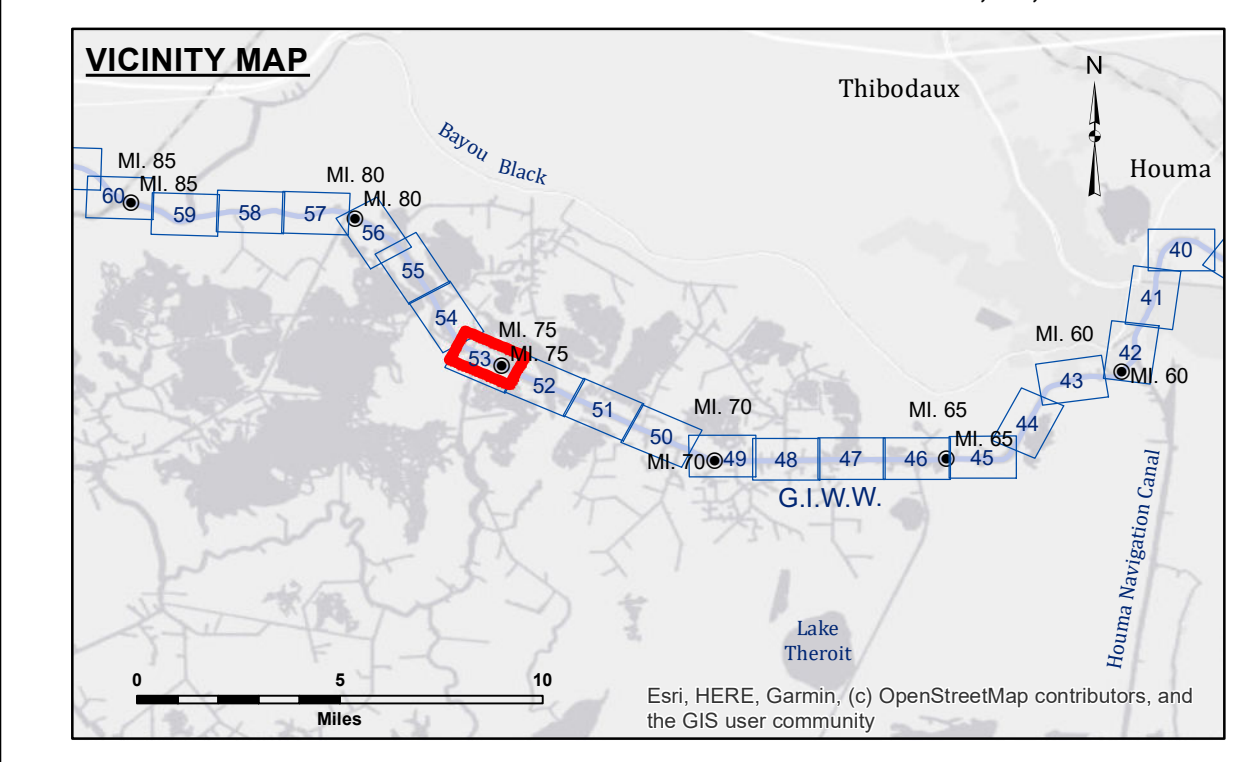 VICINITY MAP
N
Thibodaux
Houma
Bayou Black
MI. 85
MI. 85
MI. 80
MI. 80
60
59
58
57
56
55
54
53
MI. 75
MI. 75
52
51
50
MI. 70
MI. 70
49
48
47
46
MI. 65
MI. 65
45
44
43
MI. 60
MI. 60
42
41
40
G.I.W.W.
Houma Navigation Canal
Lake
Theroit
0 5 10
Miles
Esri, HERE, Garmin, (c) OpenStreetMap contributors, and
the GIS user community